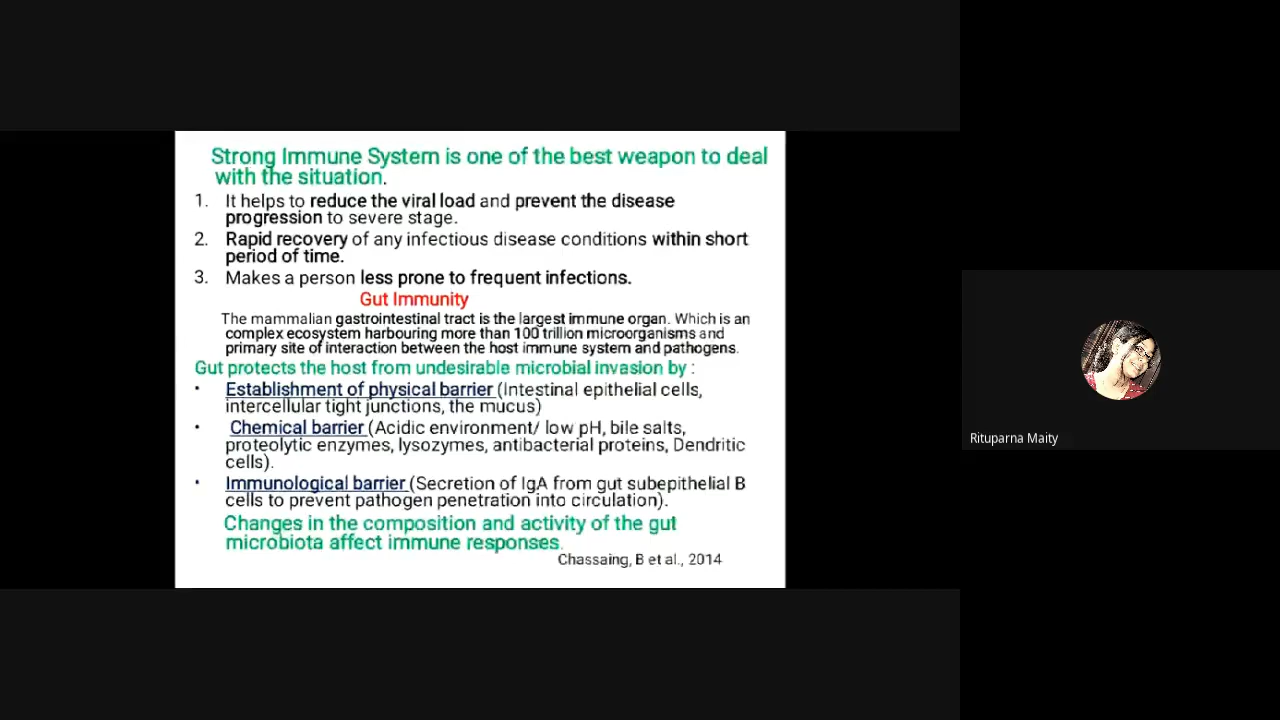 Strong Immune System is one of the best weapon to deal
with the situation.
1. It helps to reduce the viral load and prevent the disease
progression to severe stage.
2. Rapid recovery of any infectious disease conditions within short
period of time.
3. Makes a person less prone to frequent infections.
Gut Immunity
The mammalian gastrointestinal tract is the largest immune organ. Which is an
complex ecosystem harbouring more than 100 trillion microorganisms and
primary site of interaction between the host immune system and pathogens.
Gut protects the host from undesirable microbial invasion by :
• Establishment of physical barrier (Intestinal epithelial cells,
intercellular tight junctions, the mucus)
• Chemical barrier (Acidic environment/ low pH, bile salts,
proteolytic enzymes, lysozymes, antibacterial proteins, Dendritic
cells).
• Immunological barrier (Secretion of IgA from gut subepithelial B
cells to prevent pathogen penetration into circulation).
Changes in the composition and activity of the gut
microbiota affect immune responses.
Chassaing, B et al., 2014
Rituparna Maity